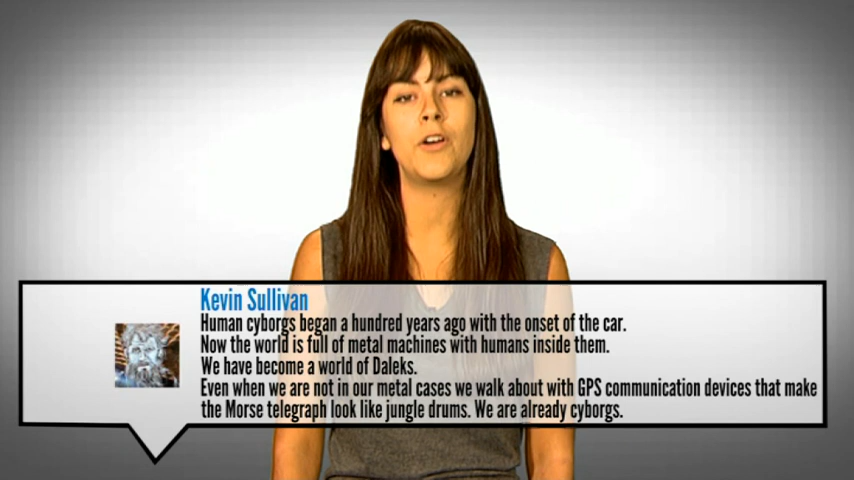 Kevin Sullivan
Human cyborgs began a hundred years ago with the onset of the car.
Now the world is full of metal machines with humans inside them.
We have become a world of Daleks.
Even when we are not in our metal cases we walk about with GPS communication devices that make
the Morse telegraph look like jungle drums. We are already cyborgs.